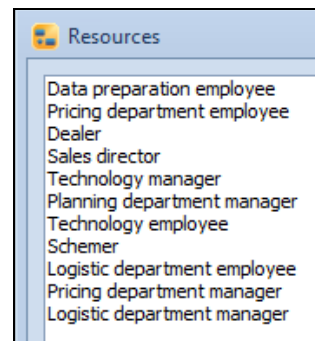 Resources
Data preparation employee
Pricing department employee
Dealer
Sales director
Technology manager
Planning department manager
Technology employee
Schemer
Logistic department employee
Pricing department manager
Logistic department manager